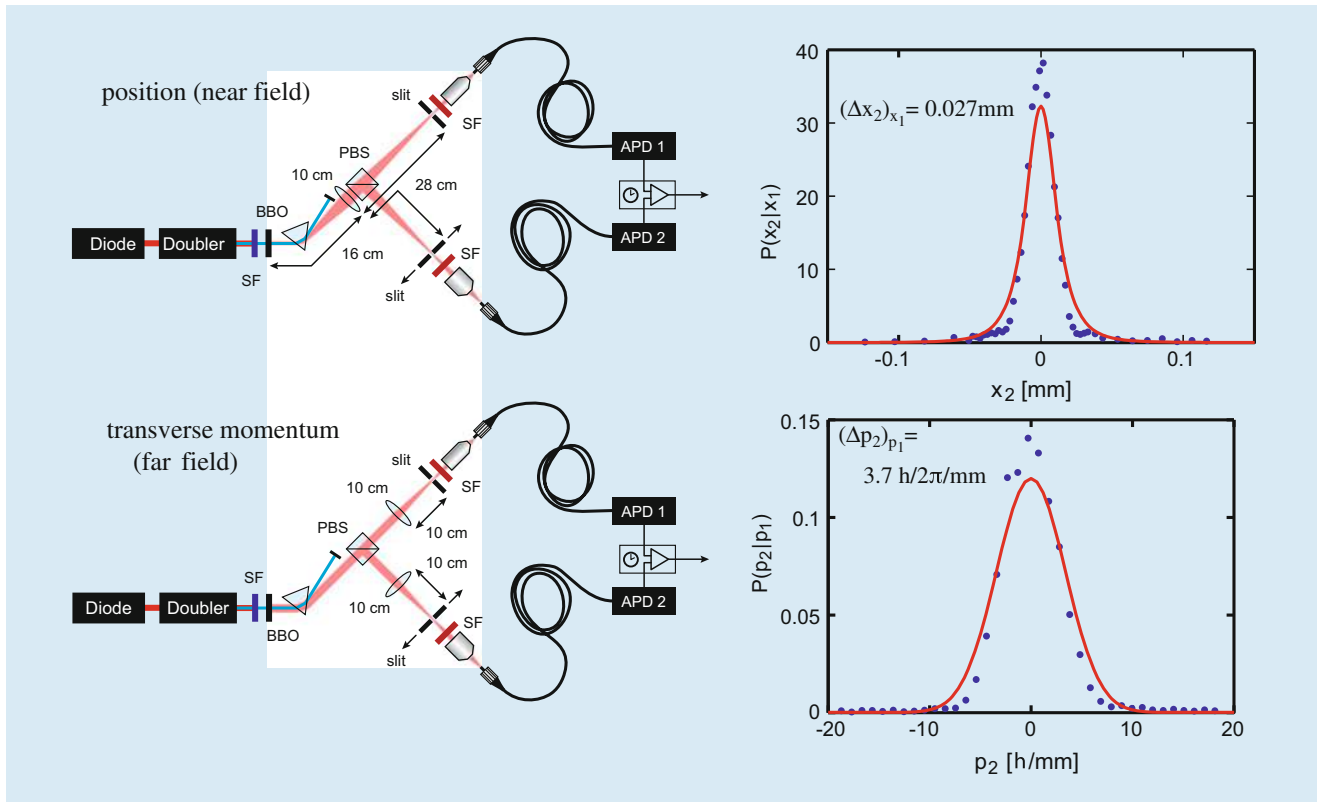 position (near field)
slit
SF
PBS
10 cm
28 cm
BBO
Diode
Doubler
16 cm
SF
SF
slit
APD 1
APD 2
40
30
20
10
0
P(x2|x1)
(Δx2)x1= 0.027mm
-0.1
0
0.1
x2 [mm]
transverse momentum
(far field)
slit
SF
10 cm
PBS
10 cm
10 cm
SF
10 cm
Diode
Doubler
BBO
SF
slit
APD 1
APD 2
0.15
0.1
0.05
0
P(p2|p1)
(Δp2)p1=
3.7 h/2π/mm
-20
-10
0
10
20
p2 [h/mm]